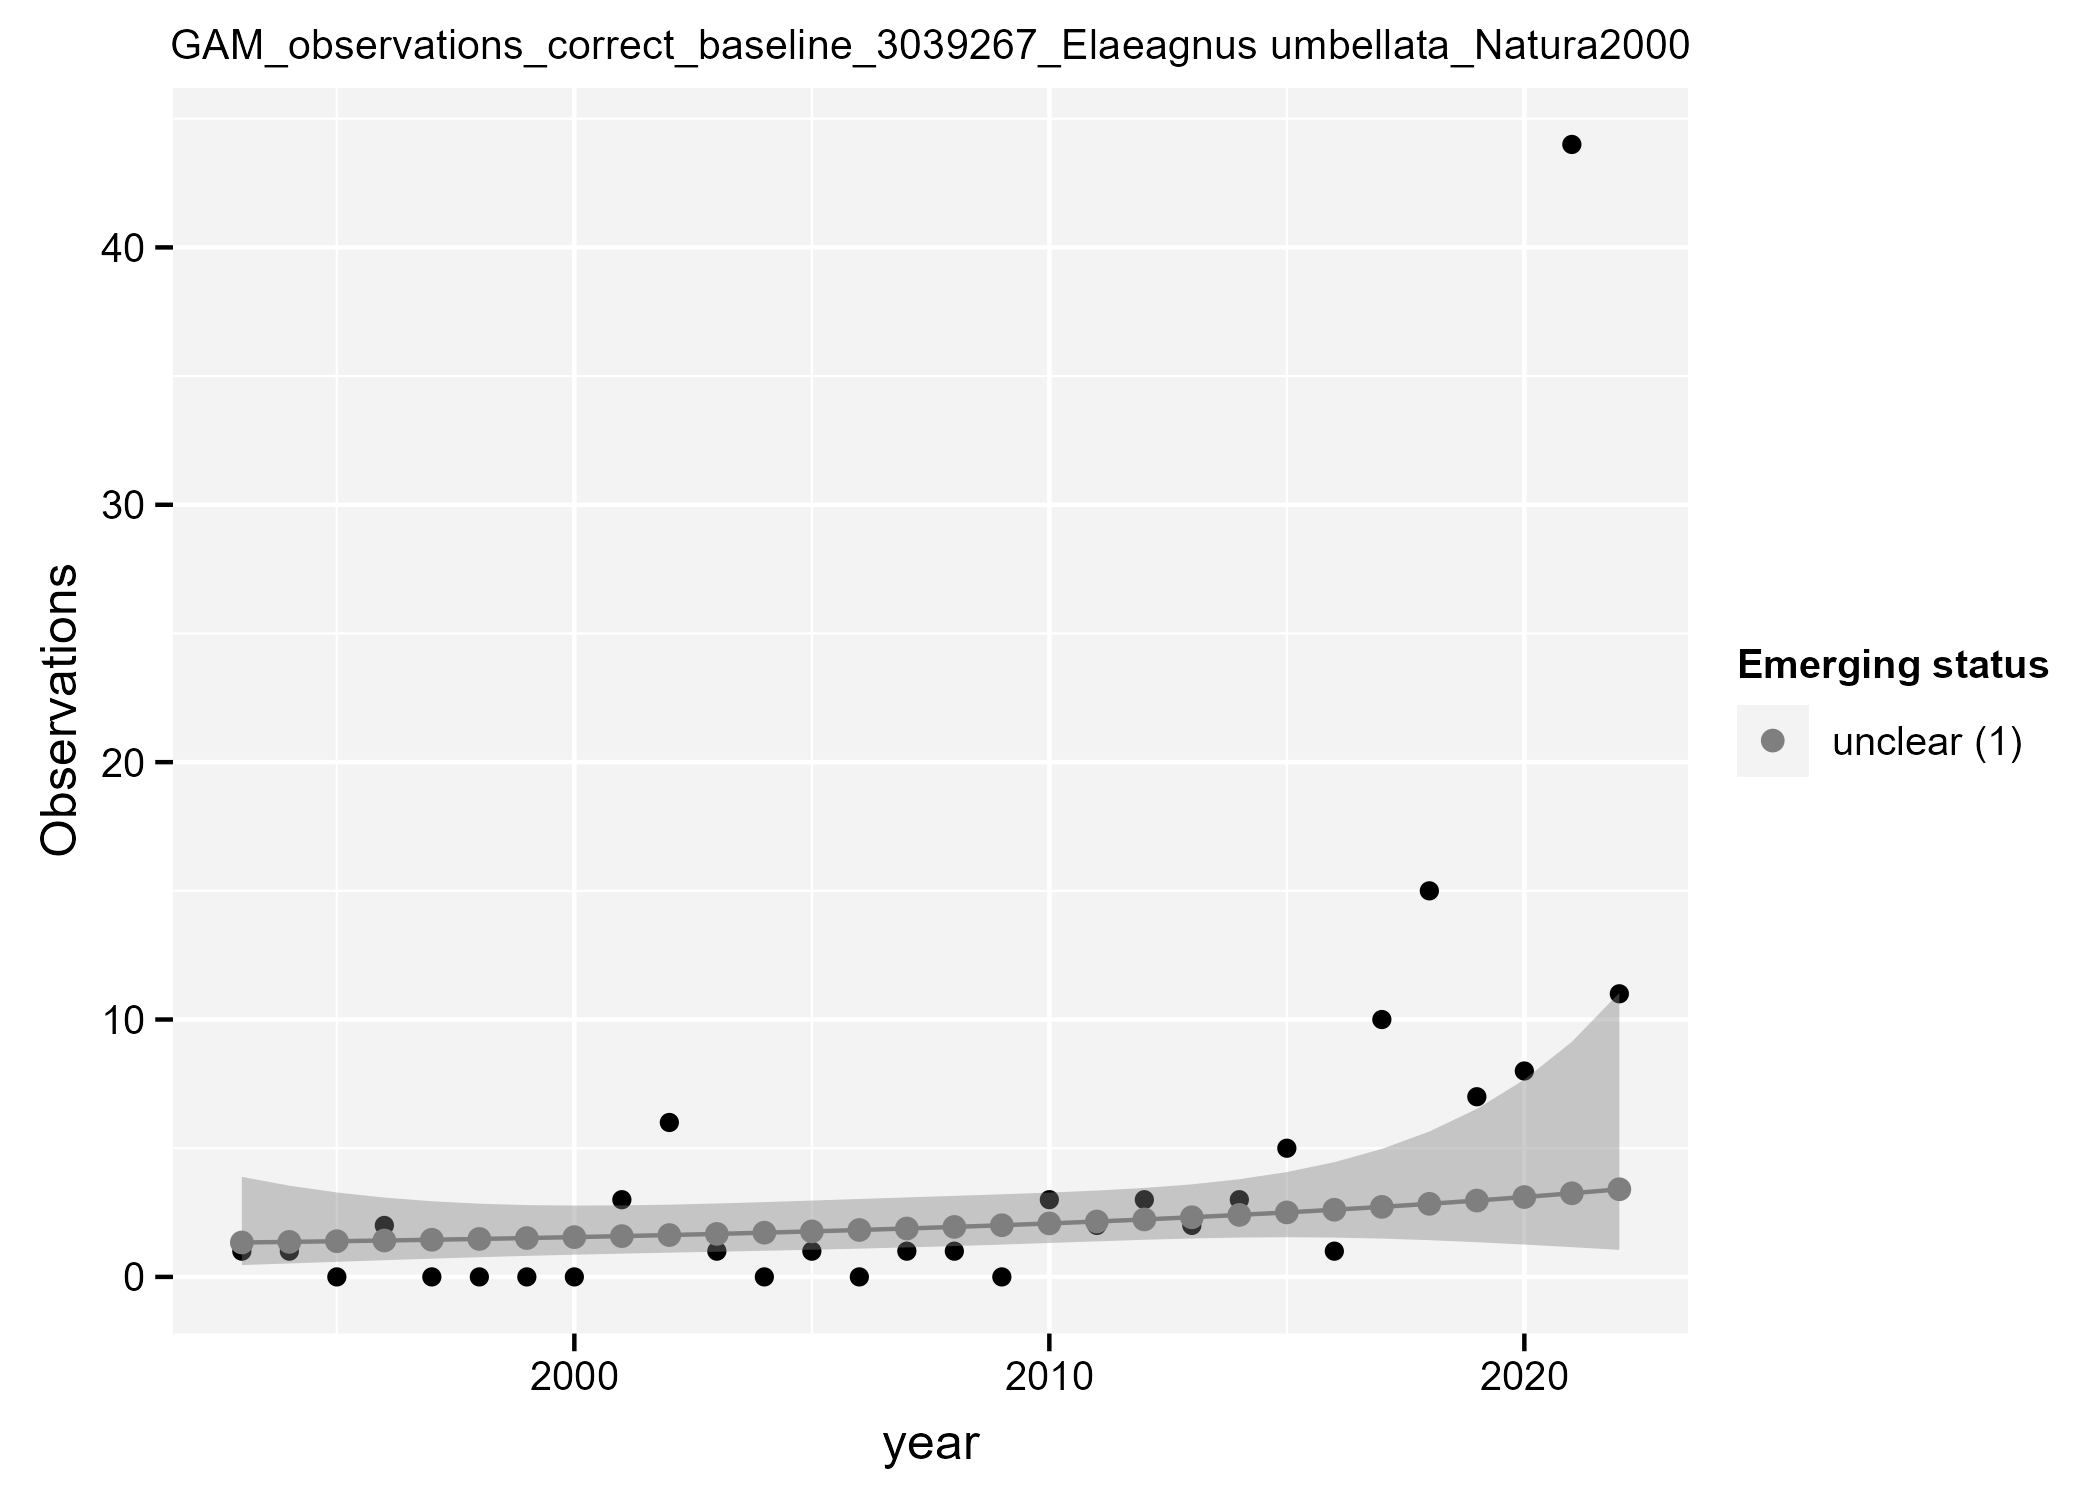 GAM_observations_correct_baseline_3039267_Elaeagnus umbellata_Natura2000
Observations
40
30
20
10
0
2000
2010
2020
year
Emerging status
unclear (1)